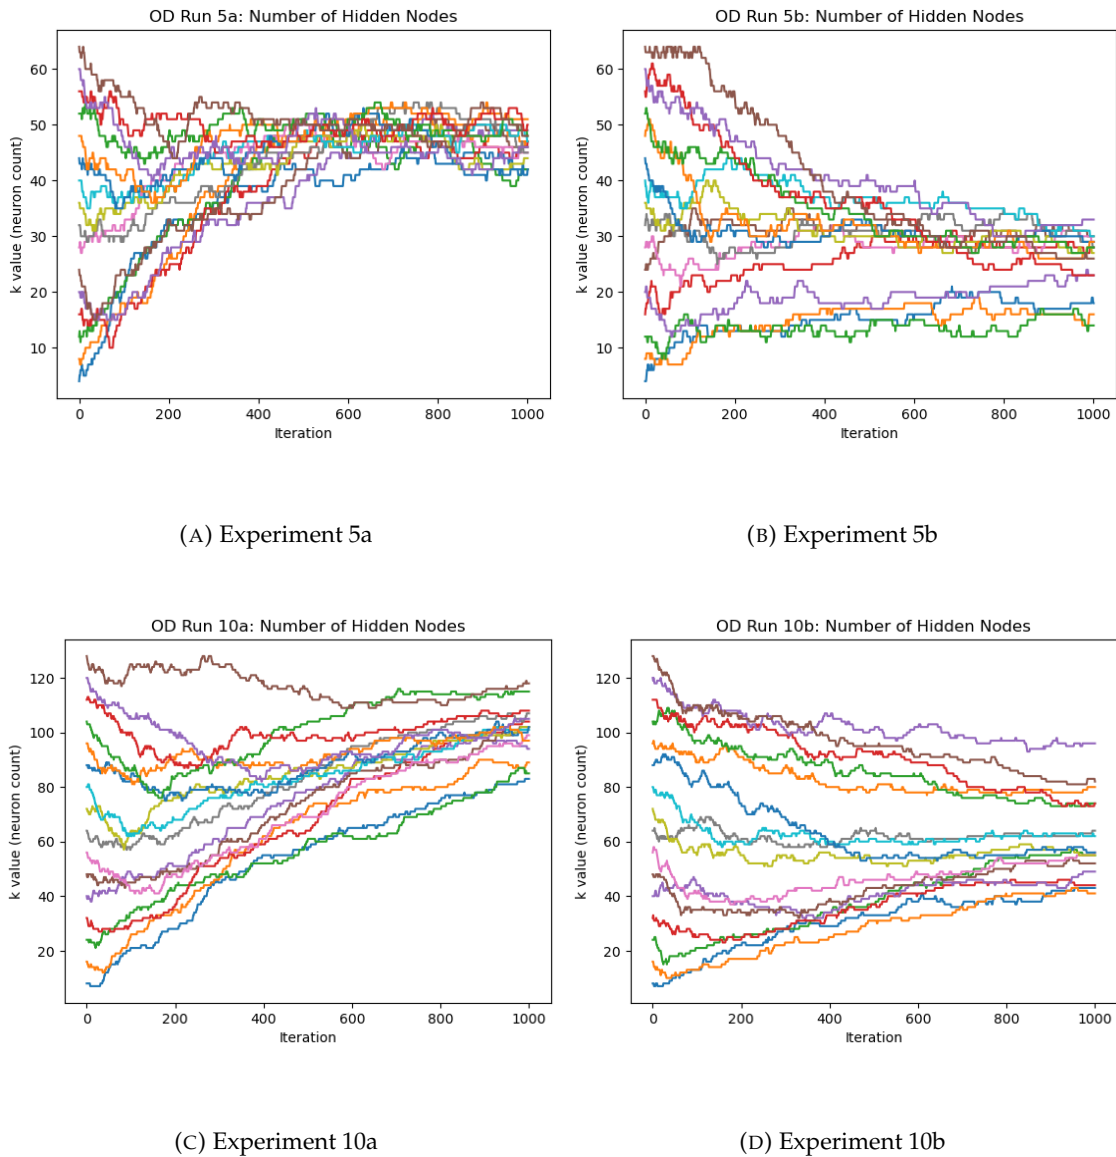 OD Run 5a: Number of Hidden Nodes
60
50
40
30
20
10
k value (neuron count)
0 200 400 600 800 1000
Iteration
(A) Experiment 5a
OD Run 5b: Number of Hidden Nodes
60
50
40
30
20
10
k value (neuron count)
0 200 400 600 800 1000
Iteration
(B) Experiment 5b
OD Run 10a: Number of Hidden Nodes
120
100
80
60
40
20
k value (neuron count)
0 200 400 600 800 1000
Iteration
(C) Experiment 10a
OD Run 10b: Number of Hidden Nodes
120
100
80
60
40
20
k value (neuron count)
0 200 400 600 800 1000
Iteration
(D) Experiment 10b